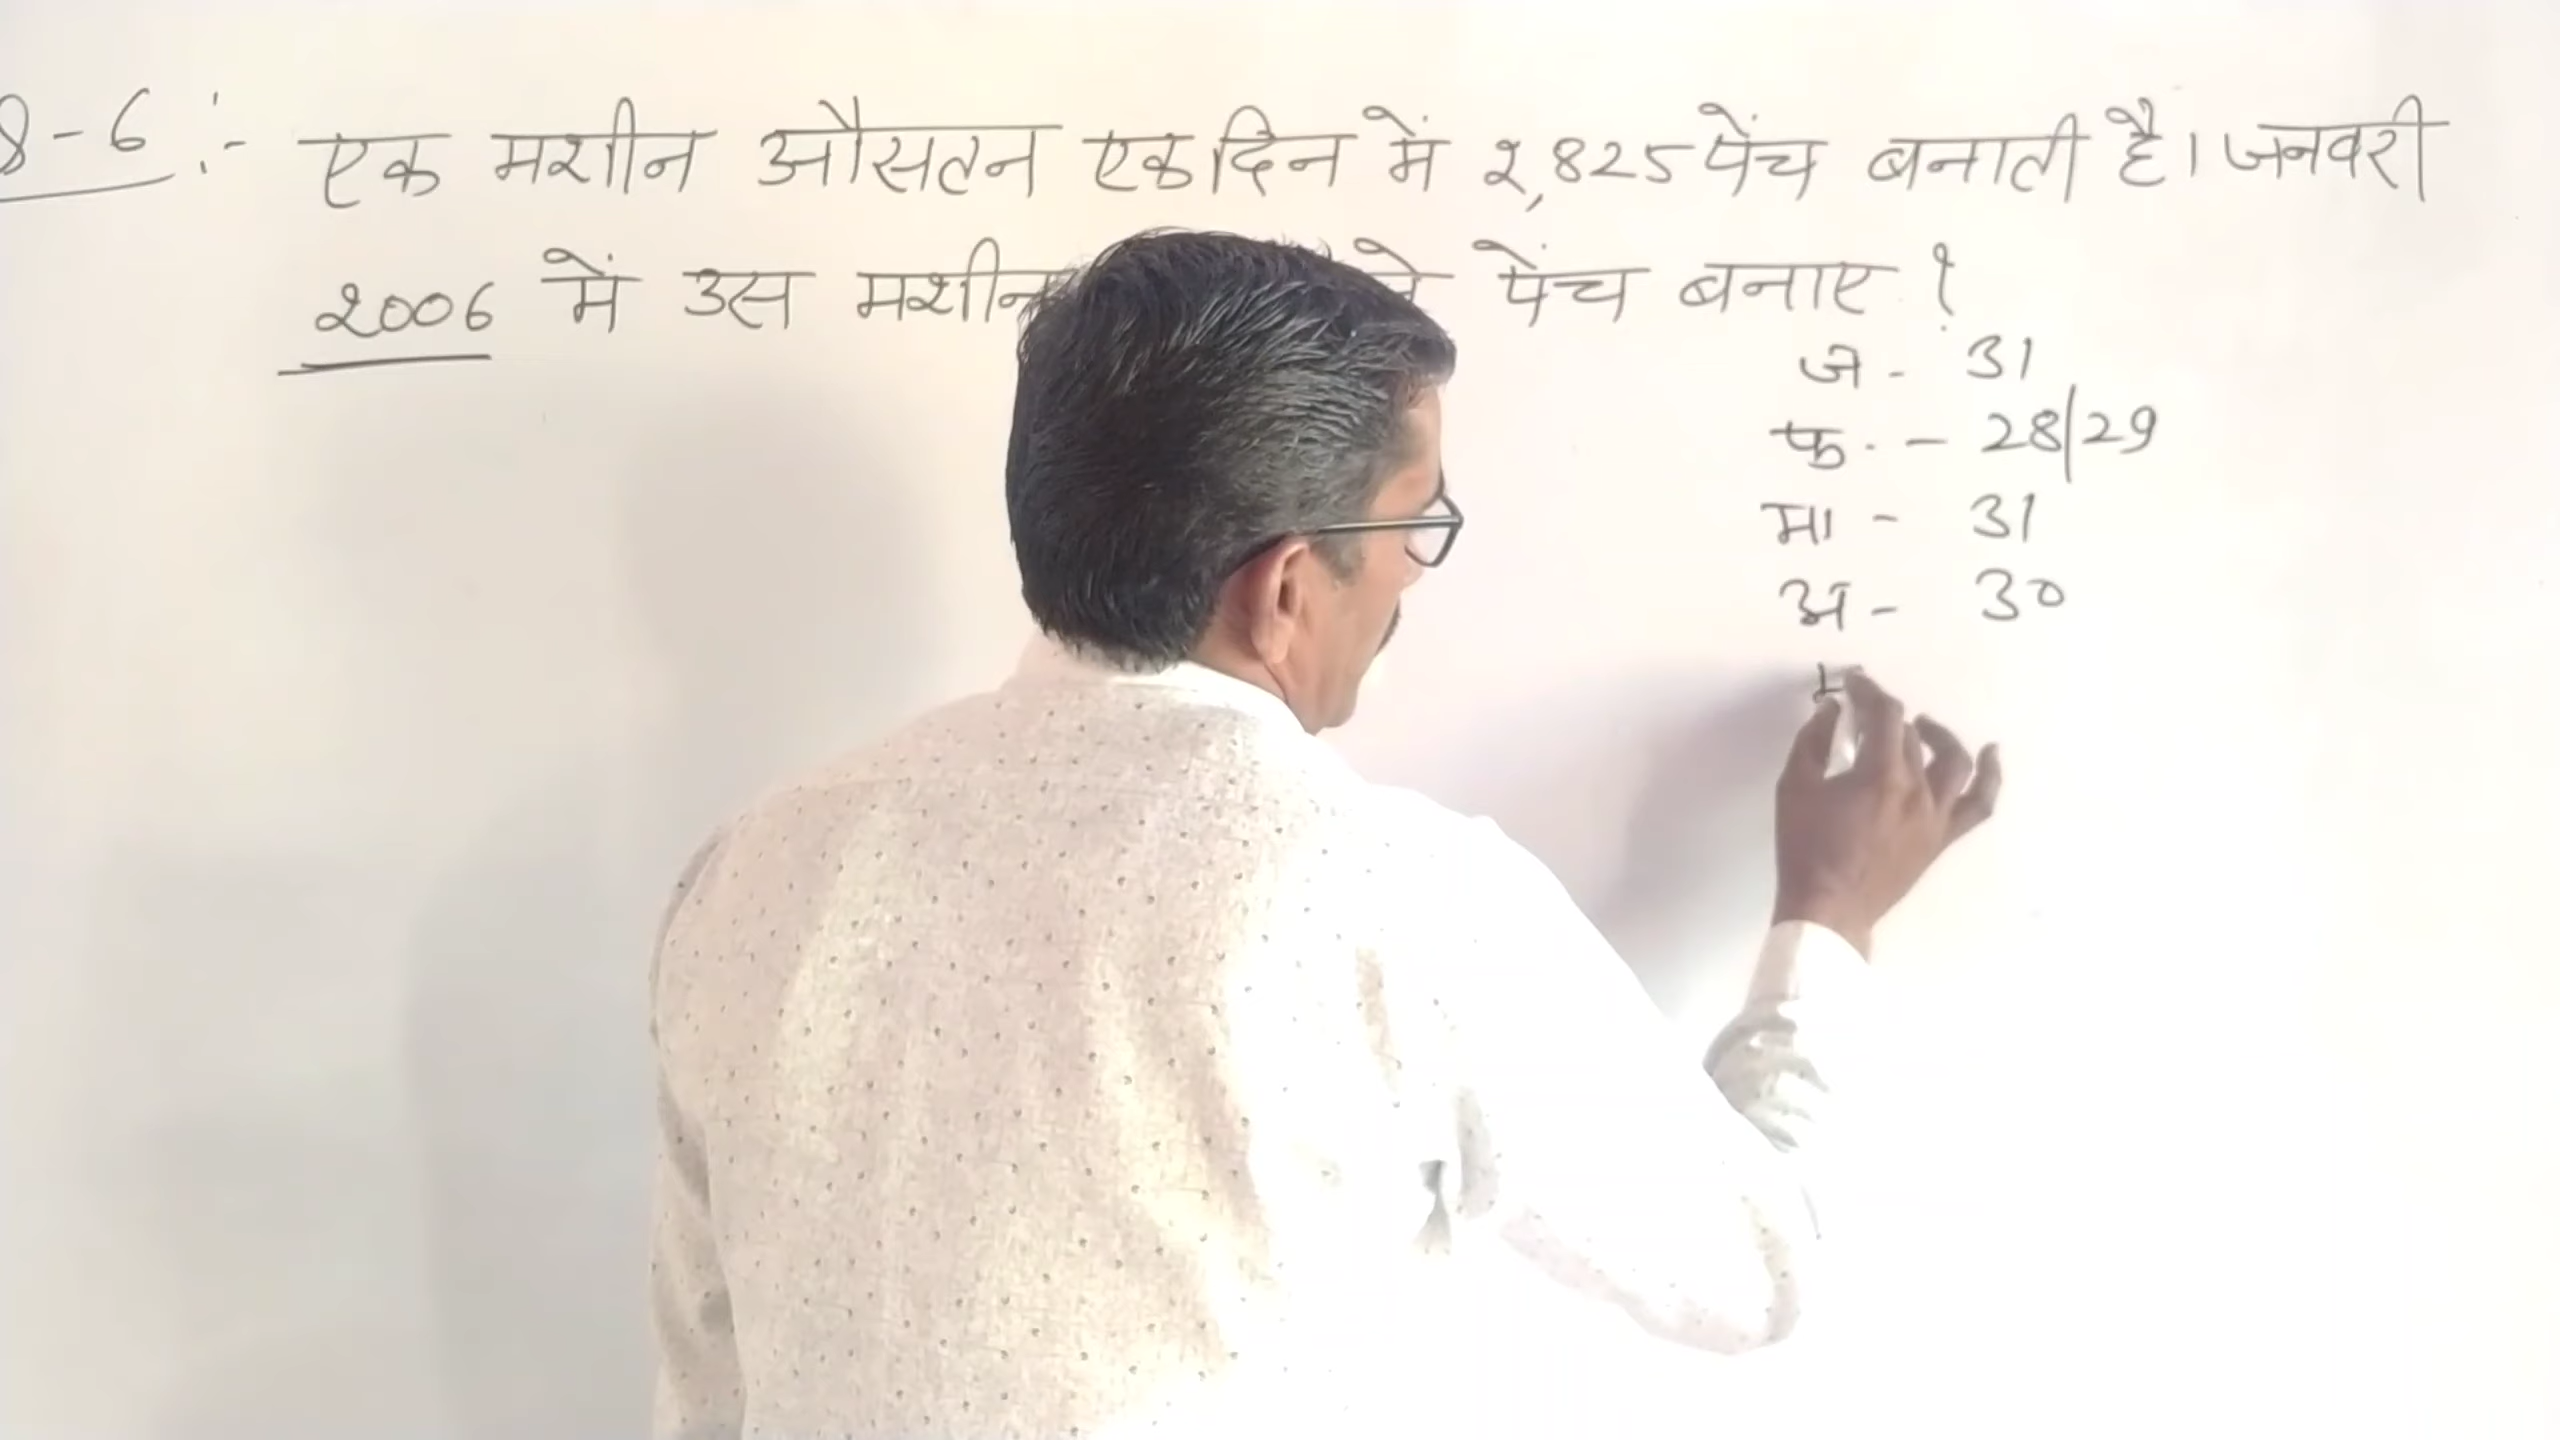 8-6 :- एक मशीन औसतन एक दिन में 2,825 पेंच बनाती है। जनवरी
2006 में उस मशीन पेंच बनाए ?
ज - 31
फ. - 28/29
मा - 31
अ - 30